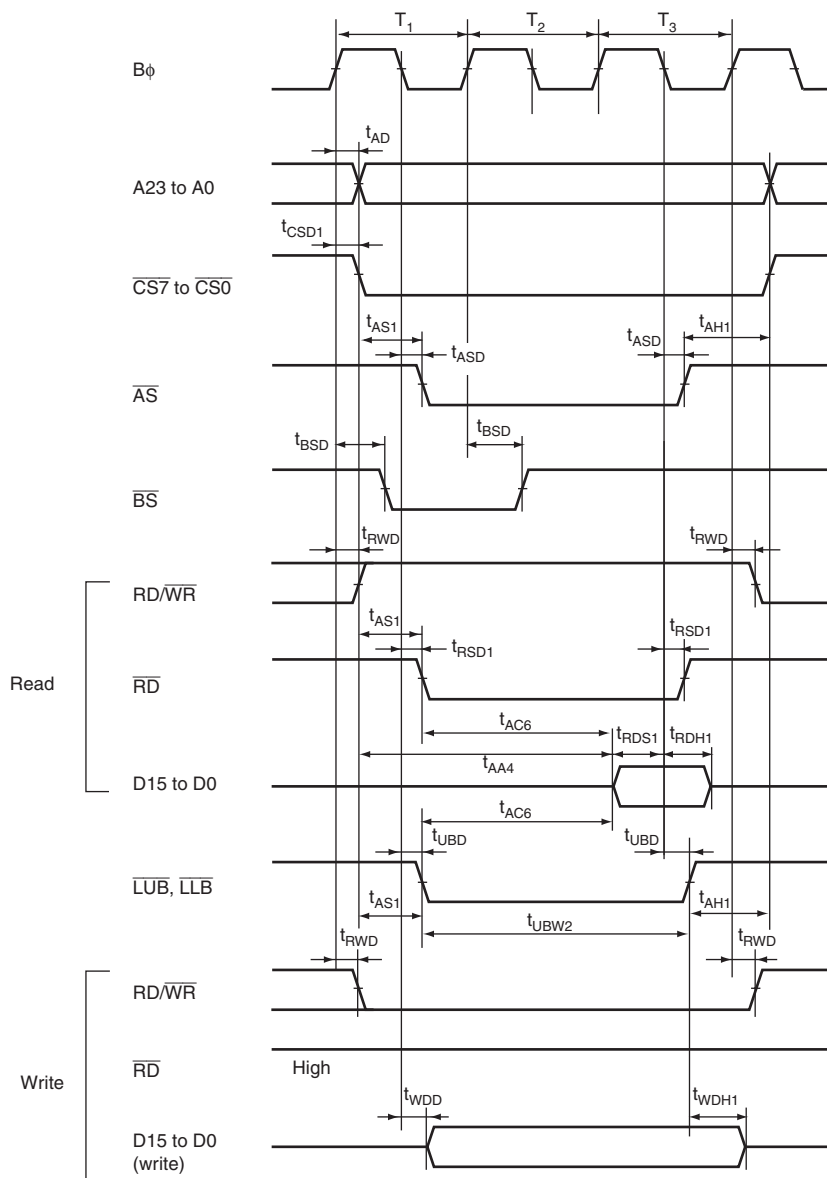 T1 T2 T3
Bφ
tAD
A23 to A0
tCSD1
CS7 to CS0
tAS1 tASD tASD tAH1
AS
tBSD tBSD
BS
tRWD tRWD
RD/WR
tAS1 tRSD1 tRSD1
Read
RD
tAC6 tRDS1 tRDH1
tAA4
D15 to D0
tAC6
tUBD tUBD
LUB, LLB
tAS1 tAH1
tUBW2
tRWD tRWD
RD/WR
RD High
Write
tWDD tWDH1
D15 to D0
(write)